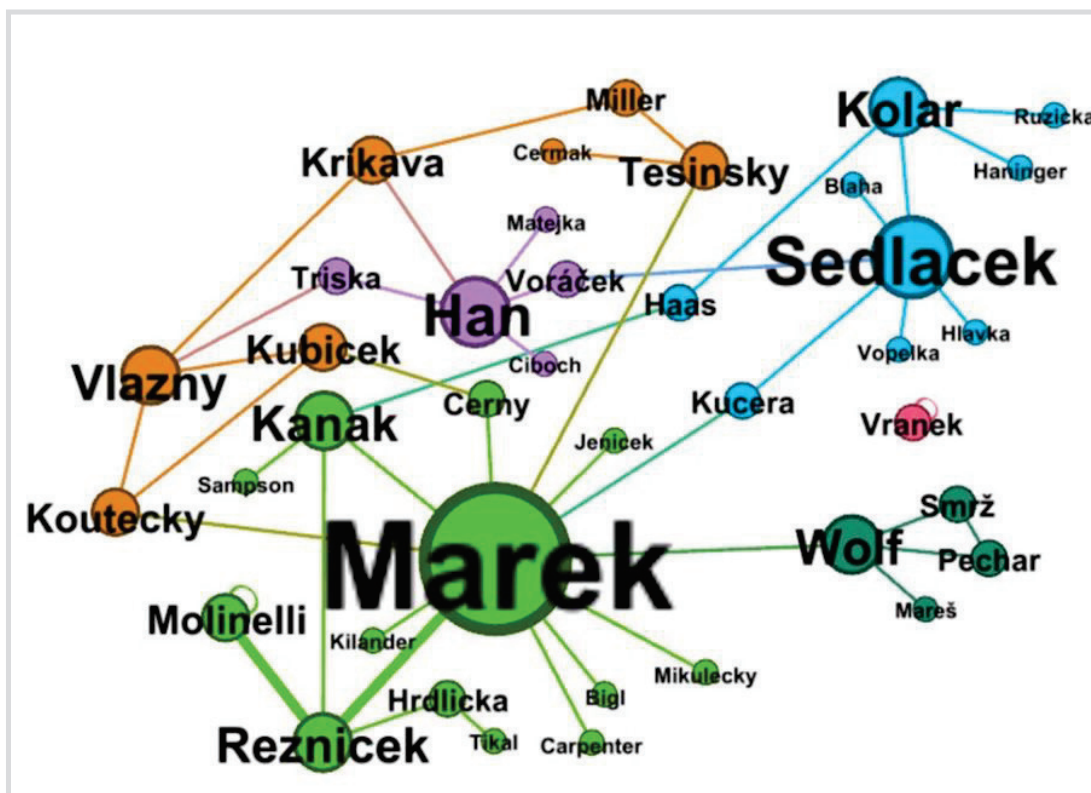 Miller
Kolar
Ruzicka
Krikava
Cermak
Tesinsky
Haninger
Blaha
Matejka
Triska
Voráček
Sedlacek
Han
Haas
Hlavka
Vopelka
Ciboch
Kubicek
Vlazny
Cerny
Kucera
Kanak
Vranek
Jenicek
Sampson
Koutecky
Smrž
Marek
Wolf
Pechar
Mareš
Molinelli
Kilander
Mikulecky
Hrdlicka
Bigl
Reznicek
Tikal
Carpenter